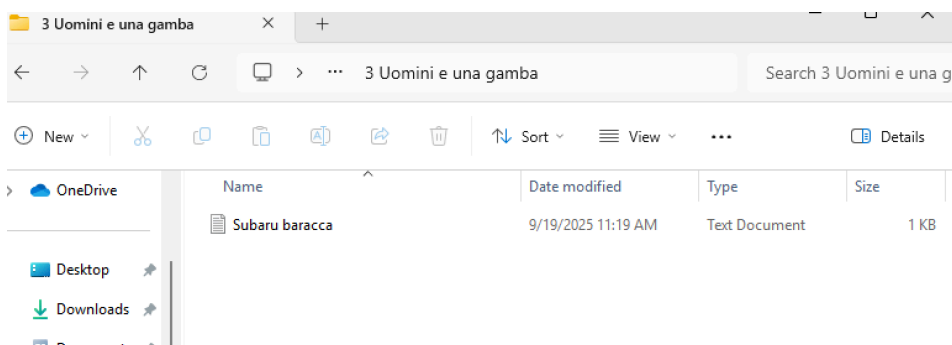 3 Uomini e una gamba
3 Uomini e una gamba
Search 3 Uomini e una g
New
Sort
View
Details
OneDrive
Name
Date modified
Type
Size
Subaru baracca
9/19/2025 11:19 AM
Text Document
1 KB
Desktop
Downloads